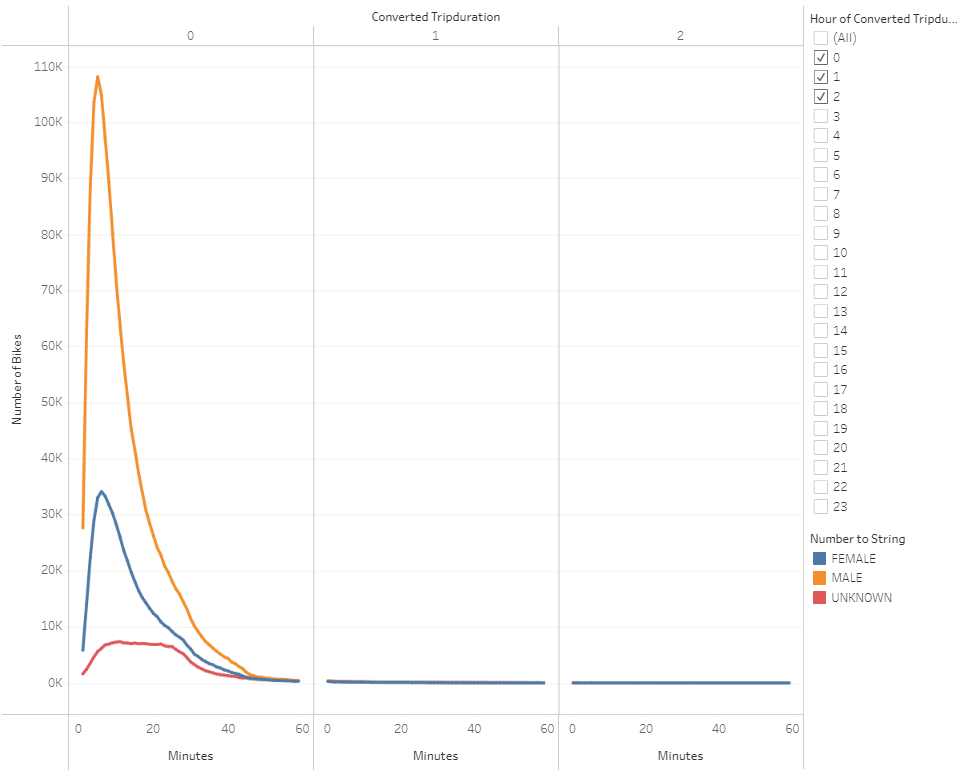 Converted Tripduration
0 1 2
110K
100K
90K
80K
70K
60K
50K
40K
30K
20K
10K
0K
Number of Bikes
0 20 40 60 0 20 40 60 0 20 40 60
Minutes Minutes Minutes
Hour of Converted Tripdu...
(All)
0
1
2
3
4
5
6
7
8
9
10
11
12
13
14
15
16
17
18
19
20
21
22
23
Number to String
FEMALE
MALE
UNKNOWN